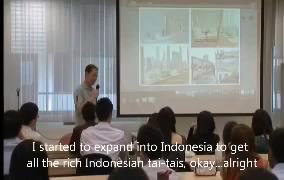 I started to expand into Indonesia to get
all the rich Indonesian tai-tais, okay...alright